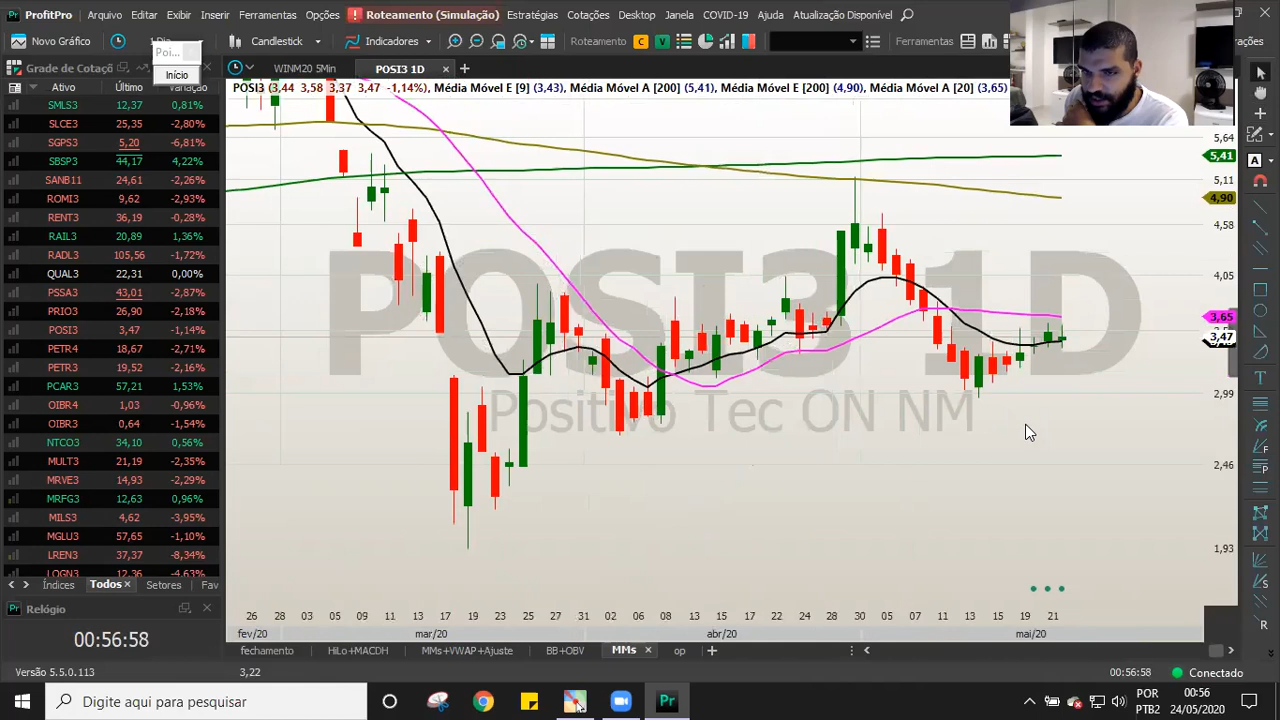 ProfitPro Arquivo Editar Exibir Inserir Ferramentas Opções Roteamento (Simulação) Estratégias Cotações Desktop Janela COVID-19 Ajuda Atualização Disponível
Novo Gráfico 1 Dia Candlestick Indicadores Roteamento C V Ferramentas
Poi...
Início
Grade de Cotaçõ
WINM20 5Min POSI3 1D
Ativo Último Variação
SMLS3 12,37 0,81%
SLCE3 25,35 -2,80%
SGPS3 5,20 -6,81%
SBSP3 44,17 4,22%
SANB11 24,61 -2,26%
ROMI3 9,62 -2,93%
RENT3 36,19 -0,28%
RAIL3 20,89 1,36%
RADL3 105,56 -1,72%
QUAL3 22,31 0,00%
PSSA3 43,01 -2,87%
PRIO3 26,90 -2,18%
POSI3 3,47 -1,14%
PETR4 18,67 -2,71%
PETR3 19,52 -2,16%
PCAR3 57,21 1,53%
OIBR4 1,03 -0,96%
OIBR3 0,64 -1,54%
NTCO3 34,10 0,56%
MULT3 21,19 -2,35%
MRVE3 14,93 -2,29%
MRFG3 12,63 0,96%
MILS3 4,62 -3,95%
MGLU3 57,65 -1,10%
LREN3 37,37 -8,34%
LOGN3 12,36 -4,63%
Índices Todos Setores Fav
Relógio
00:56:58
Versão 5.5.0.113
POSI3 (3,44 3,58 3,37 3,47 -1,14%), Média Móvel E [9] (3,43), Média Móvel A [200] (5,41), Média Móvel E [200] (4,90), Média Móvel A [20] (3,65)
POSI3 1D
Positivo Tec ON NM
5,64
5,41
5,11
4,90
4,58
4,05
3,65
3,47
2,99
2,46
1,93
26 28 03 05 09 11 13 17 19 23 25 27 31 02 06 08 13 15 17 22 24 28 30 05 07 11 13 15 19 21
fev/20 mar/20 abr/20 mai/20
fechamento HiLo+MACDH MMs+VWAP+Ajuste BB+OBV MMs op
3,22
00:56:58 Conectado
Digite aqui para pesquisar
POR
PTB2
00:56
24/05/2020